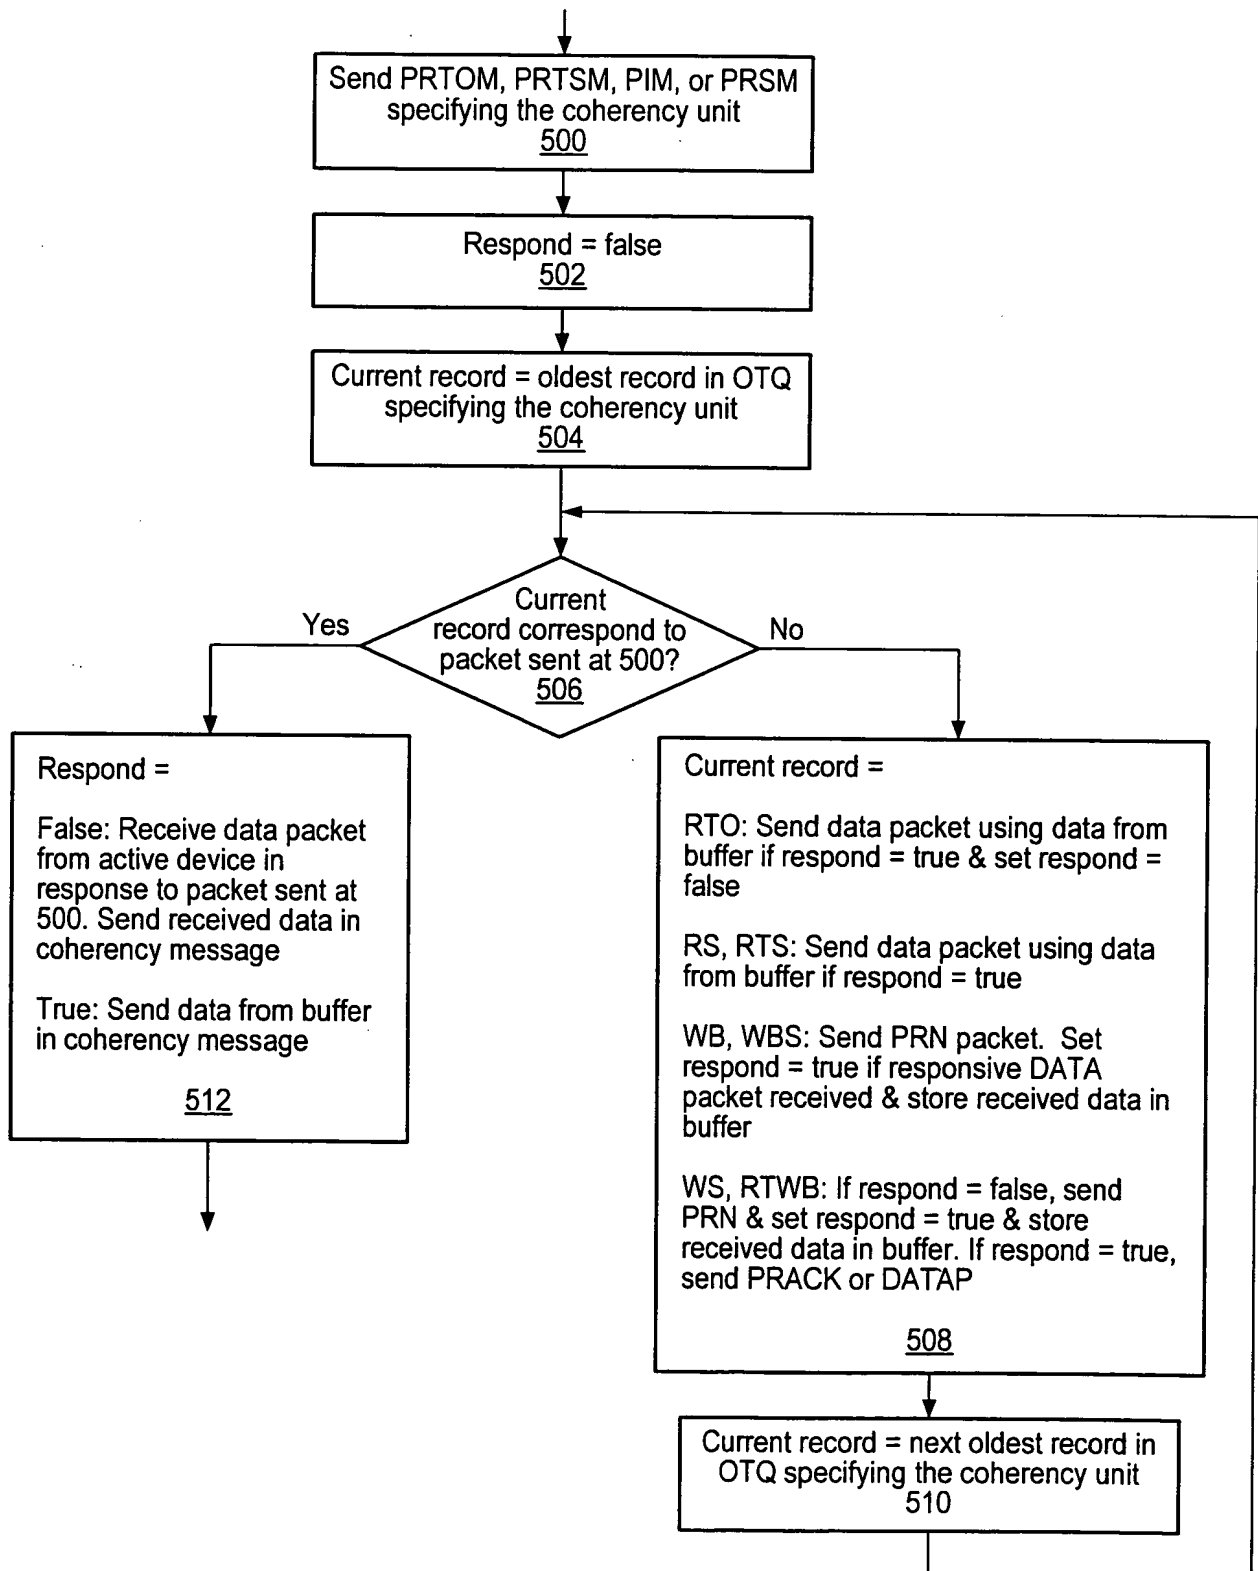 Send PRTOM, PRTSM, PIM, or PRSM
specifying the coherency unit
500
Respond = false
502
Current record = oldest record in OTQ
specifying the coherency unit
504
Current
record correspond to
packet sent at 500?
506
Yes
No
Respond =
False: Receive data packet
from active device in
response to packet sent at
500. Send received data in
coherency message
True: Send data from buffer
in coherency message
512
Current record =
RTO: Send data packet using data from
buffer if respond = true & set respond =
false
RS, RTS: Send data packet using data
from buffer if respond = true
WB, WBS: Send PRN packet. Set
respond = true if responsive DATA
packet received & store received data in
buffer
WS, RTWB: If respond = false, send
PRN & set respond = true & store
received data in buffer. If respond = true,
send PRACK or DATAP
508
Current record = next oldest record in
OTQ specifying the coherency unit
510